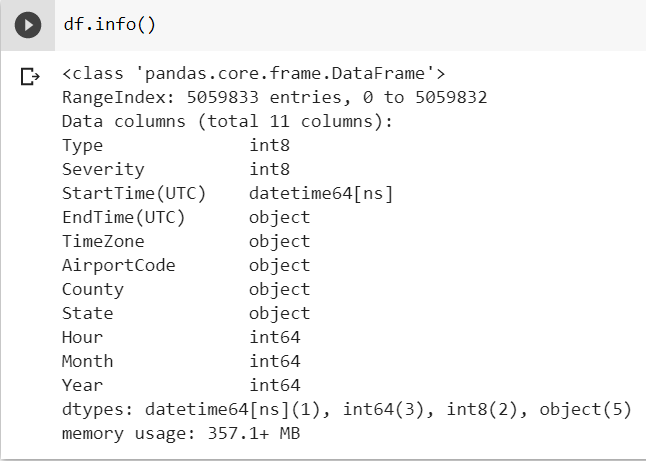 df.info()
<class 'pandas.core.frame.DataFrame'>
RangeIndex: 5059833 entries, 0 to 5059832
Data columns (total 11 columns):
Type int8
Severity int8
StartTime(UTC) datetime64[ns]
EndTime(UTC) object
TimeZone object
AirportCode object
County object
State object
Hour int64
Month int64
Year int64
dtypes: datetime64[ns](1), int64(3), int8(2), object(5)
memory usage: 357.1+ MB